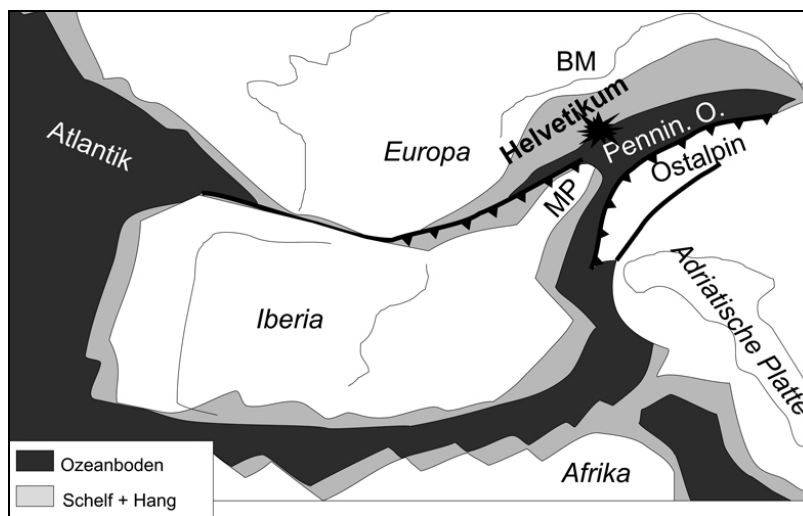 BM
Atlantik
Helvetikum
Pennin. O.
Europa
Ostalpin
MP
Iberia
Adriatische Platte
Afrika
Ozeanboden
Schelf + Hang